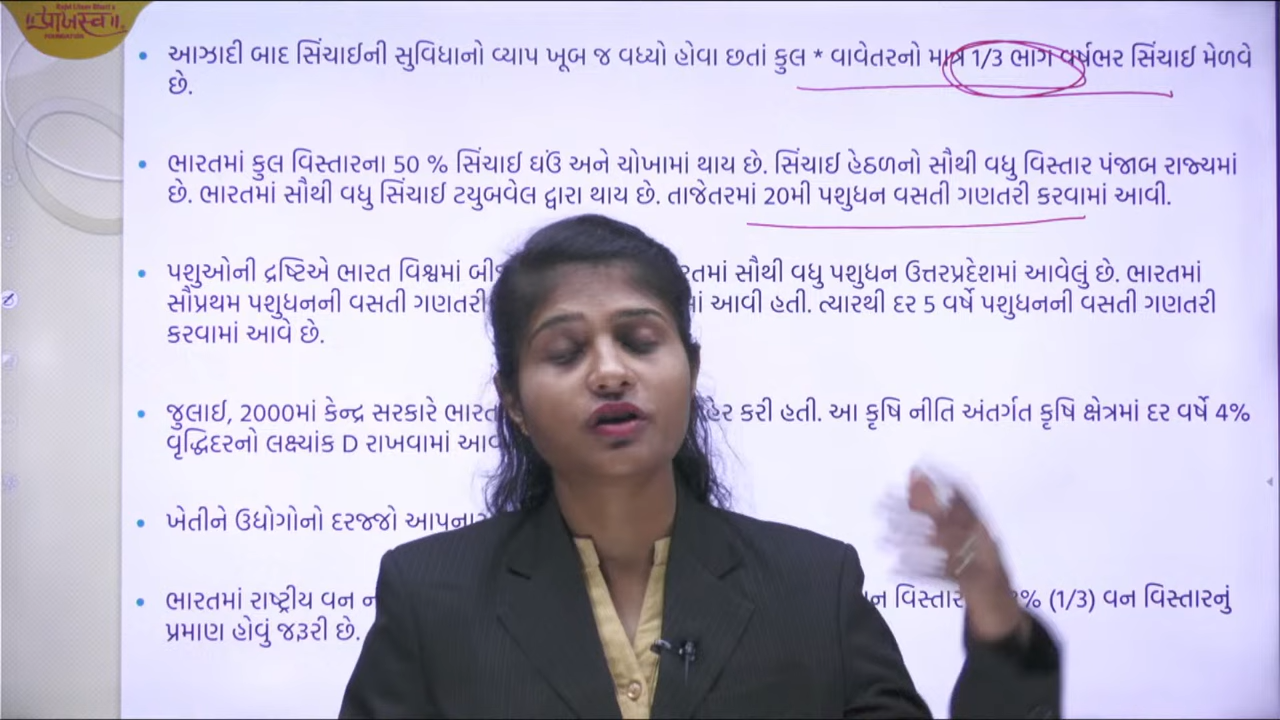 પ્રાખસ્વ
FOUNDATION
આઝાદી બાદ સિંચાઈની સુવિધાનો વ્યાપ ખૂબ જ વધ્યો હોવા છતાં કુલ * વાવેતરનો માત્ર 1/3 ભાગ વર્ષભર સિંચાઈ મેળવે
છે.
ભારતમાં કુલ વિસ્તારના 50 % સિંચાઈ ઘઉં અને ચોખામાં થાય છે. સિંચાઈ હેઠળનો સૌથી વધુ વિસ્તાર પંજાબ રાજ્યમાં
છે. ભારતમાં સૌથી વધુ સિંચાઈ ટયુબવેલ દ્વારા થાય છે. તાજેતરમાં 20મી પશુધન વસતી ગણતરી કરવામાં આવી.
પશુઓની દ્રષ્ટિએ ભારત વિશ્વમાં સૌથી વધુ પશુધન ઉત્તરપ્રદેશમાં આવેલું છે. ભારતમાં
સૌપ્રથમ પશુધનની વસતી ગણતરી આવી હતી. ત્યારથી દર 5 વર્ષે પશુધનની વસતી ગણતરી
કરવામાં આવે છે.
જુલાઈ, 2000માં કેન્દ્ર સરકારે કરી હતી. આ કૃષિ નીતિ અંતર્ગત કૃષિ ક્ષેત્રમાં દર વર્ષે 4%
વૃદ્ધિદરનો લક્ષ્યાંક D રાખવામાં
ખેતીને ઉદ્યોગોનો દરજ્જો
ભારતમાં રાષ્ટ્રીય વન (1/3) વન વિસ્તારનું
પ્રમાણ હોવું જરૂરી છે.